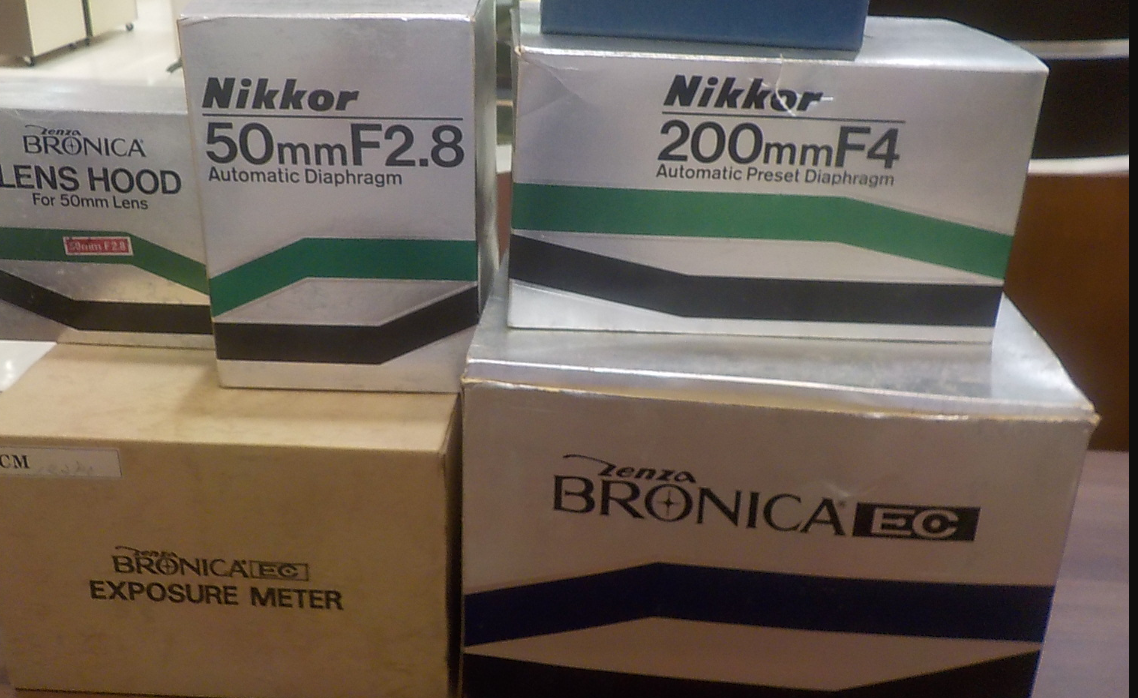 Zenza
BRONICA
LENS HOOD
For 50mm Lens
50mm F2.8
Nikkor
50mmF2.8
Automatic Diaphragm
Nikkor
200mmF4
Automatic Preset Diaphragm
CM
Zenza
BRONICA EC
EXPOSURE METER
Zenza
BRONICA EC